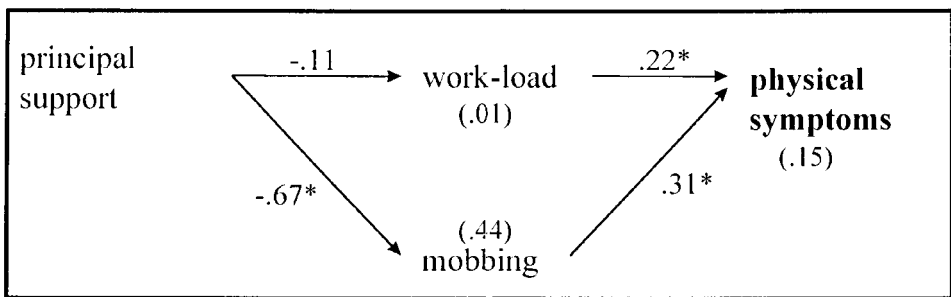 principal
support
-.11
work-load
(.01)
.22*
physical
symptoms
(.15)
-.67*
.31*
(.44)
mobbing